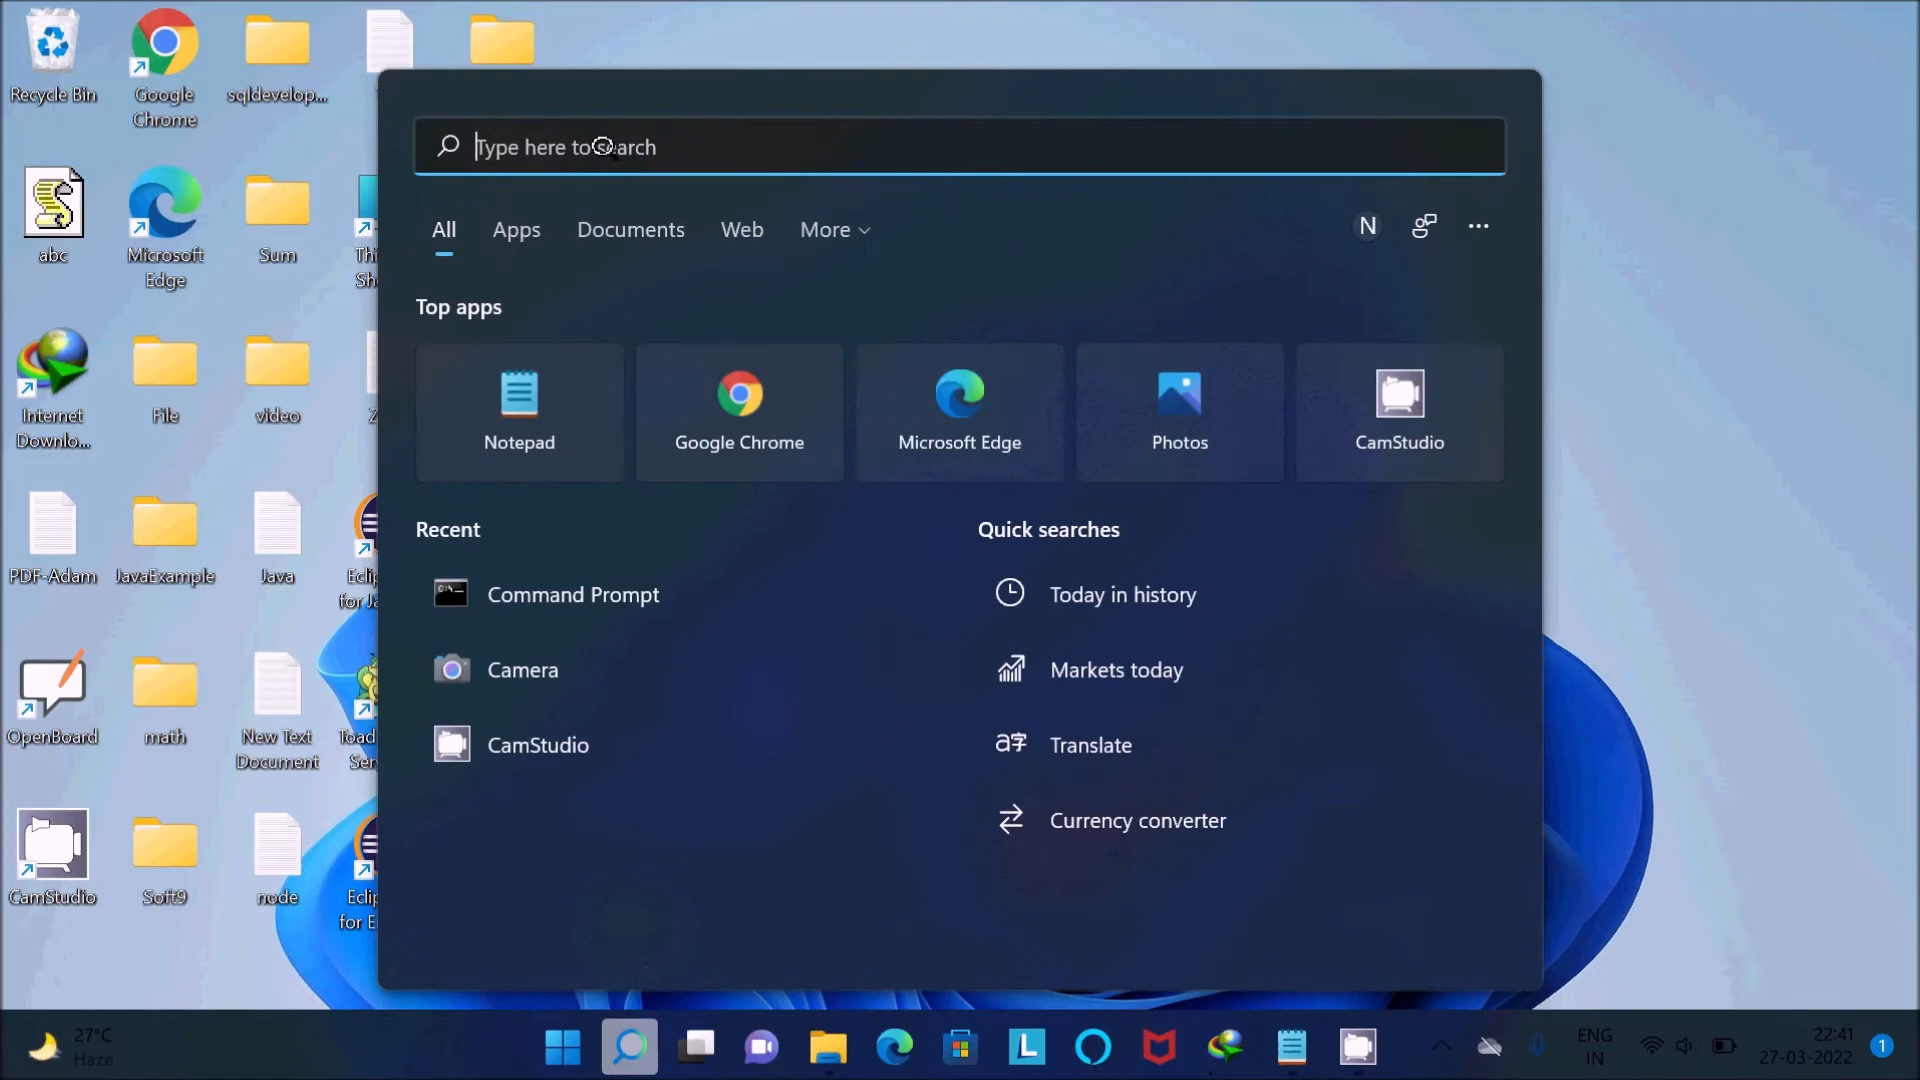 Recycle Bin
Google
Chrome
sqldevelop...
Type here to search
All
Apps
Documents
Web
More
N
abc
Microsoft
Edge
Sum
Top apps
Notepad
Google Chrome
Microsoft Edge
Photos
CamStudio
Internet
Downlo...
File
video
Recent
Quick searches
PDF-Adam
JavaExample
Java
Command Prompt
Today in history
Camera
Markets today
OpenBoard
math
New Text
Document
CamStudio
Translate
Currency converter
CamStudio
Soft9
node
for E
27°C
Haze
ENG
IN
22:41
27-03-2022
1